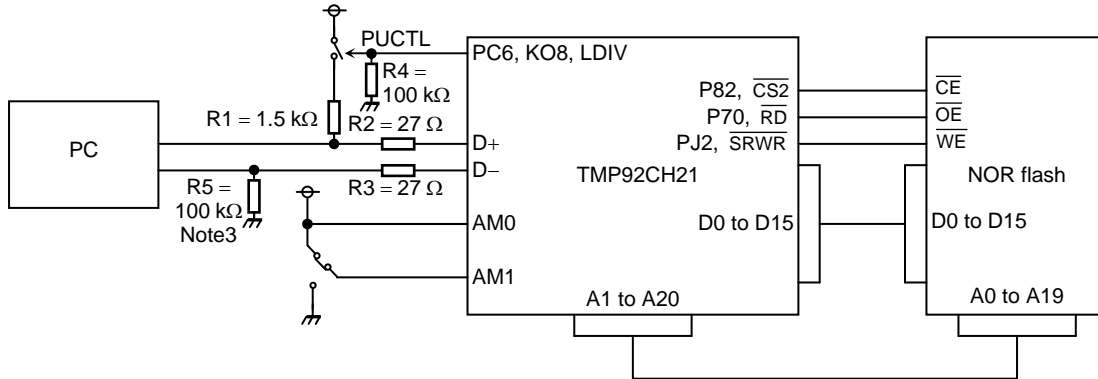 PUCTL
PC6, KO8, LDIV
R4 =
100 kΩ
P82, CS2
CE
R1 = 1.5 kΩ
R2 = 27 Ω
P70, RD
OE
PC
D+
PJ2, SRWR
WE
D−
R3 = 27 Ω
TMP92CH21
NOR flash
R5 =
100 kΩ
Note3
AM0
D0 to D15
D0 to D15
AM1
A1 to A20
A0 to A19